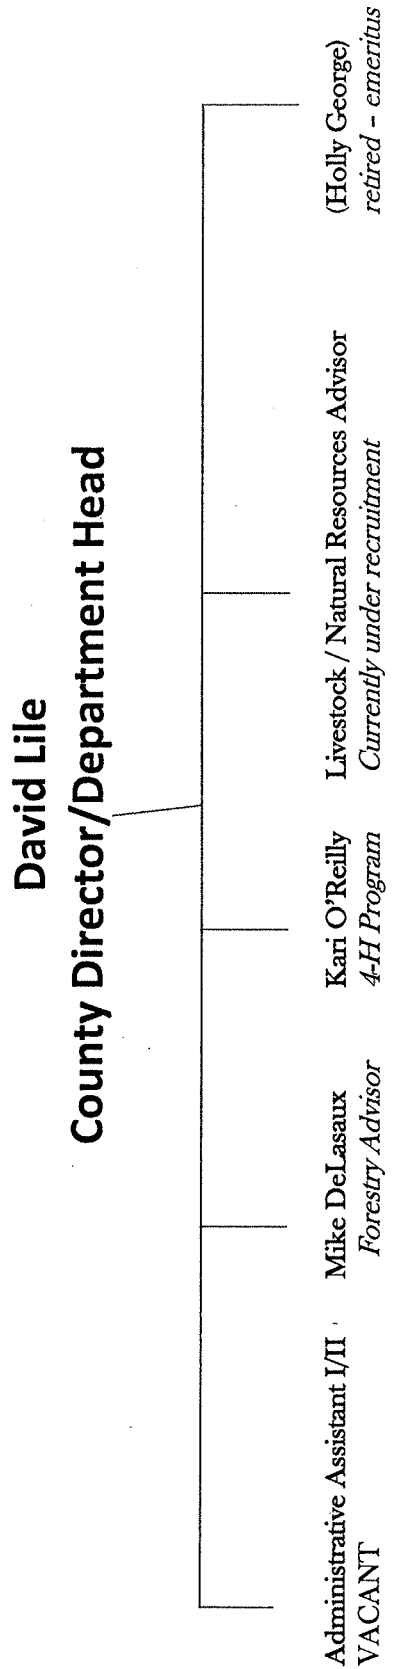 David Lile
County Director/Department Head
Administrative Assistant I/II
VACANT
Mike DeLasaux
Forestry Advisor
Kari O'Reilly
4-H Program
Livestock / Natural Resources Advisor
Currently under recruitment
(Holly George)
retired – emeritus